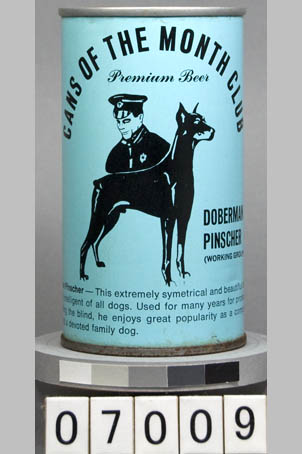 CANS OF THE MONTH CLUB
Premium Beer
DOBERMAN
PINSCHER
(WORKING GROUP
Pinscher — This extremely symetrical and beautiful
intelligent of all dogs. Used for many years for
the blind, he enjoys great popularity as a
a devoted family dog.
07009